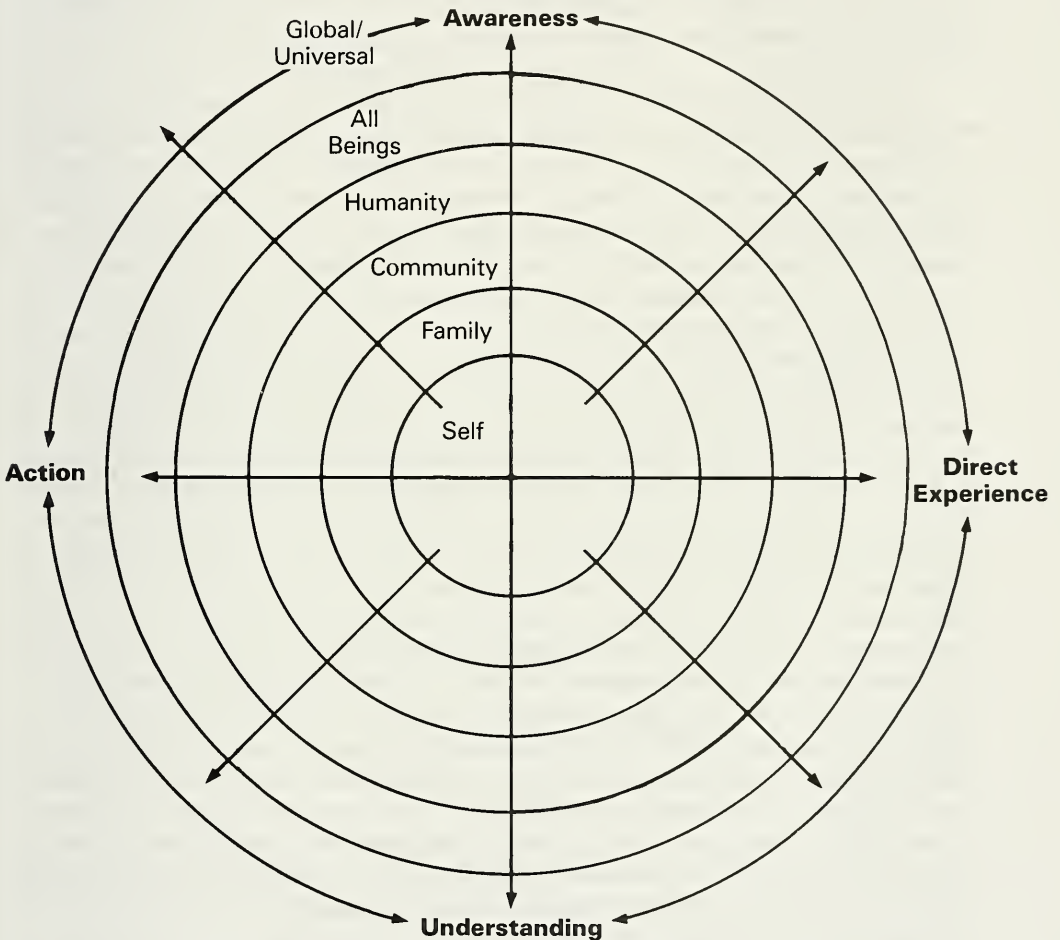 Awareness
Global/
Universal
All
Beings
Humanity
Community
Family
Self
Action
Direct
Experience
Understanding